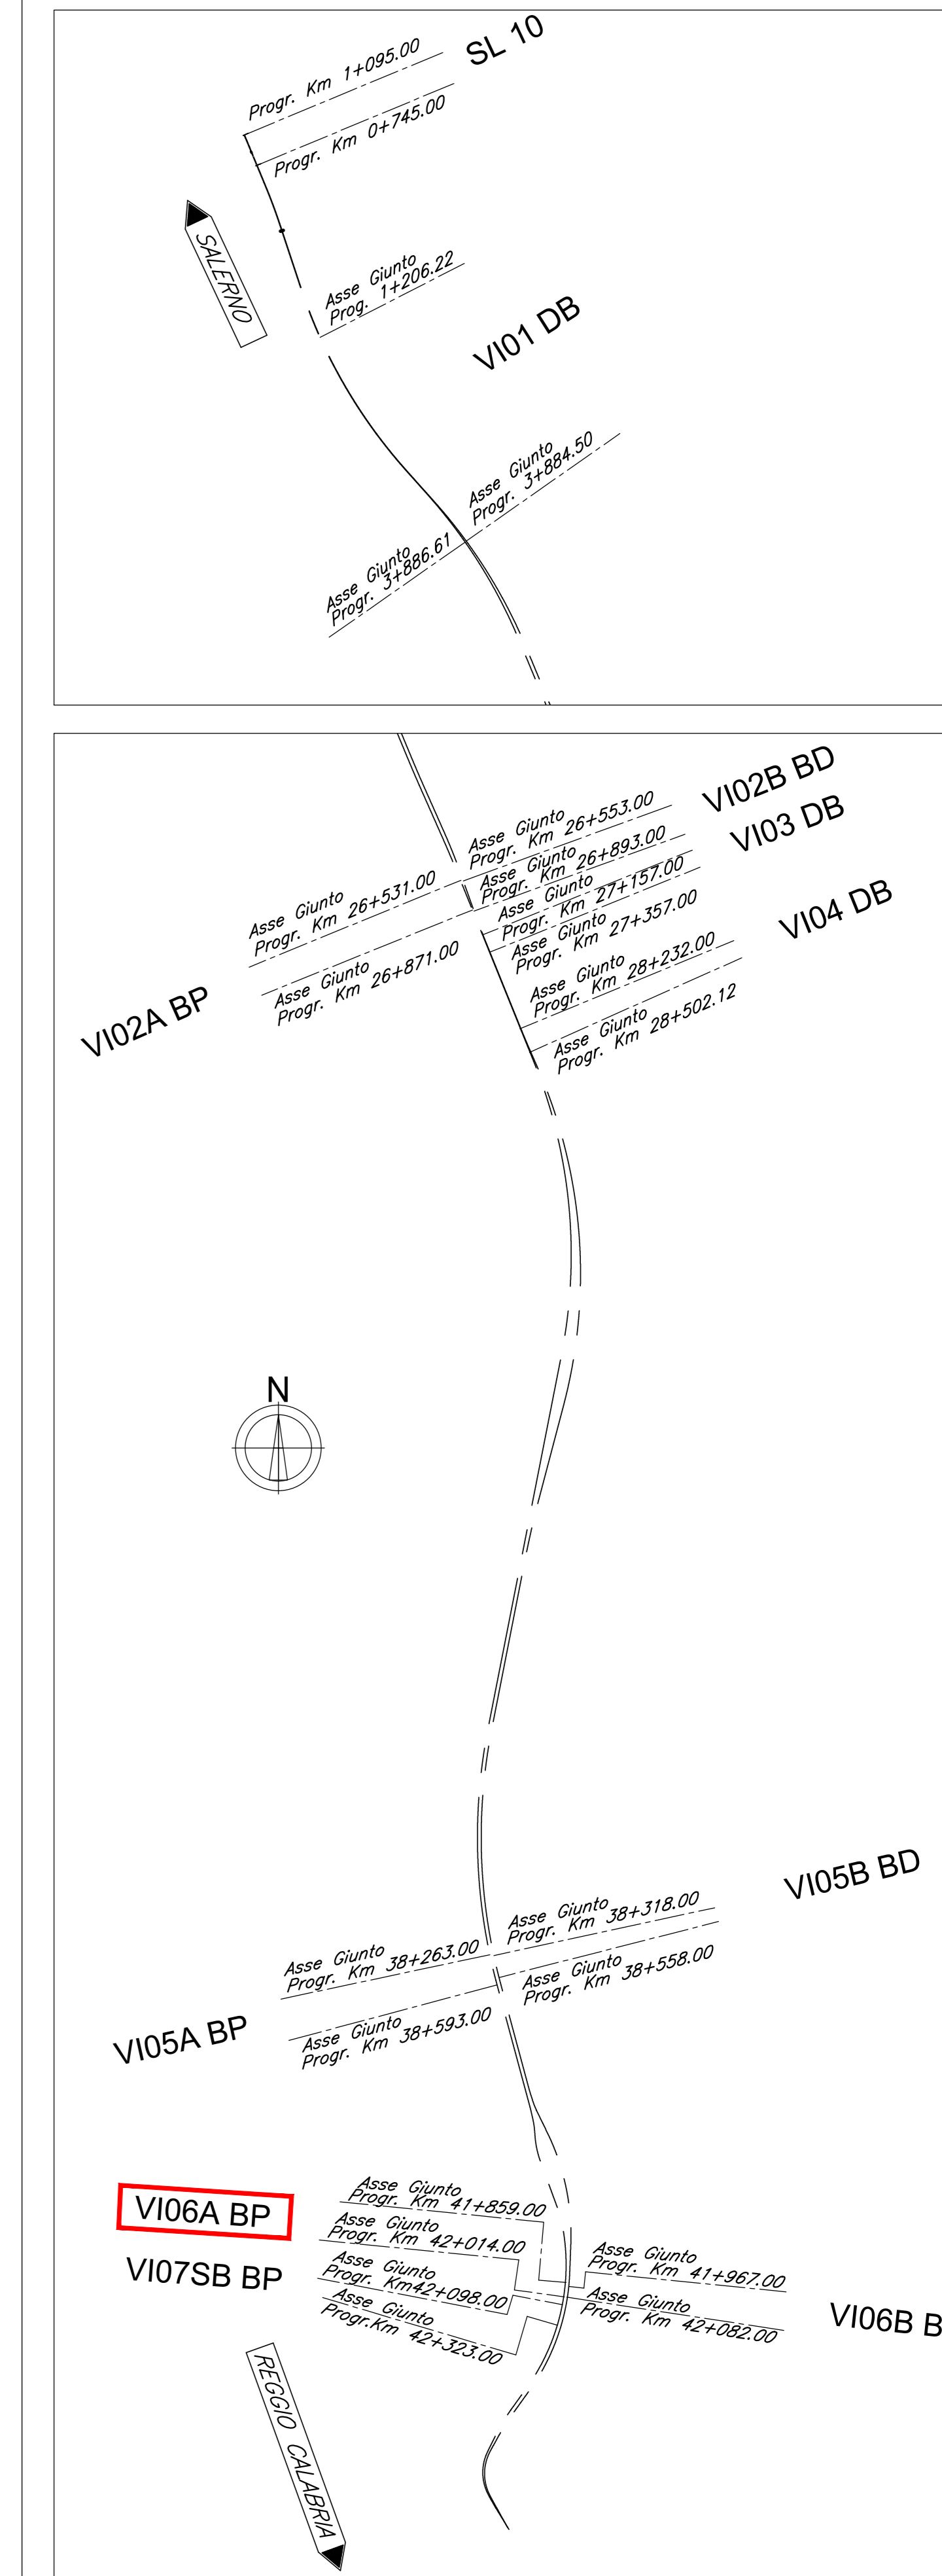 SL 10
Progr. Km 1+095.00
Progr. Km 0+745.00
SALERNO
Asse Giunto
Prog. 1+206.22
VI01 DB
Asse Giunto
Progr. 3+884.50
Asse Giunto
Progr. 3+886.61
VI02B BD
Asse Giunto
Progr. Km 26+553.00
VI03 DB
Asse Giunto
Progr. Km 26+893.00
Asse Giunto
Progr. Km 26+531.00
Asse Giunto
Progr. Km 27+157.00
VI04 DB
Asse Giunto
Progr. Km 27+357.00
Asse Giunto
Progr. Km 26+871.00
VI02A BP
Asse Giunto
Progr. Km 28+232.00
Asse Giunto
Progr. Km 28+502.12
N
VI05B BD
Asse Giunto
Progr. Km 38+318.00
Asse Giunto
Progr. Km 38+263.00
Asse Giunto
Progr. Km 38+558.00
VI05A BP
Asse Giunto
Progr. Km 38+593.00
VI06A BP
Asse Giunto
Progr. Km 41+859.00
Asse Giunto
Progr. Km 42+014.00
VI07SB BP
Asse Giunto
Progr. Km42+098.00
Asse Giunto
Progr.Km 42+323.00
Asse Giunto
Progr. Km 41+967.00
Asse Giunto
Progr. Km 42+082.00
VI06B B
REGGIO CALABRIA